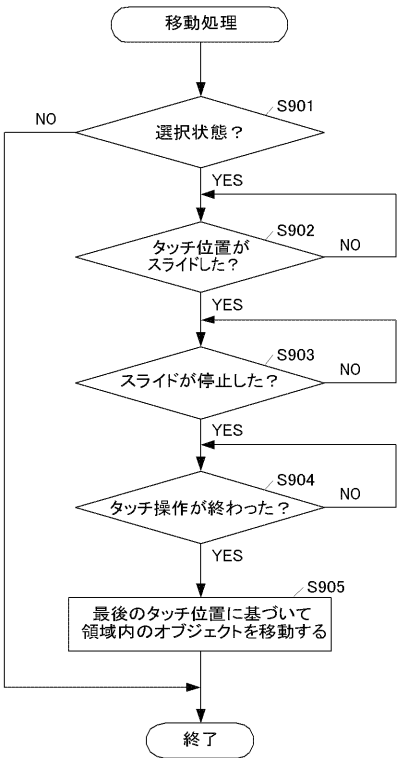 移動処理
S901
NO
選択状態？
YES
S902
タッチ位置が
スライドした？
NO
YES
S903
スライドが停止した？
NO
YES
S904
タッチ操作が終わった？
NO
YES
S905
最後のタッチ位置に基づいて
領域内のオブジェクトを移動する
終了